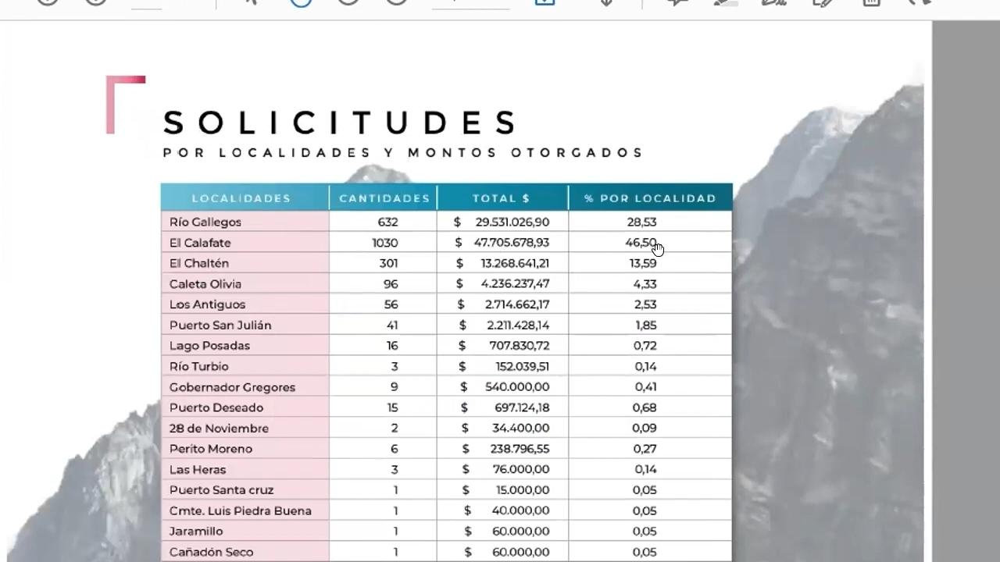 SOLICITUDES
POR LOCALIDADES Y MONTOS OTORGADOS
LOCALIDADES CANTIDADES TOTAL $ % POR LOCALIDAD
Río Gallegos 632 $ 29.531.026,90 28,53
El Calafate 1030 $ 47.705.678,93 46,50
El Chaltén 301 $ 13.268.641,21 13,59
Caleta Olivia 96 $ 4.236.237,47 4,33
Los Antiguos 56 $ 2.714.662,17 2,53
Puerto San Julián 41 $ 2.211.428,14 1,85
Lago Posadas 16 $ 707.830,72 0,72
Río Turbio 3 $ 152.039,51 0,14
Gobernador Gregores 9 $ 540.000,00 0,41
Puerto Deseado 15 $ 697.124,18 0,68
28 de Noviembre 2 $ 34.400,00 0,09
Perito Moreno 6 $ 238.796,55 0,27
Las Heras 3 $ 76.000,00 0,14
Puerto Santa cruz 1 $ 15.000,00 0,05
Cmte. Luis Piedra Buena 1 $ 40.000,00 0,05
Jaramillo 1 $ 60.000,00 0,05
Cañadón Seco 1 $ 60.000,00 0,05